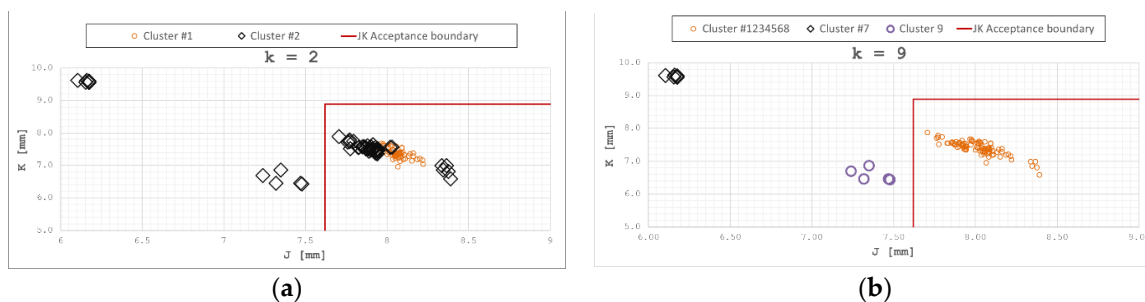 Cluster #1 Cluster #2 JK Acceptance boundary
k = 2
10.0
9.0
8.0
7.0
6.0
5.0
K [mm]
6 6.5 7 7.5 8 8.5 9
J [mm]
(a)
Cluster #1234568 Cluster #7 Cluster 9 JK Acceptance boundary
k = 9
10.0
9.0
8.0
7.0
6.0
5.0
K [mm]
6.00 7.00 7.50 8.00 8.50 9.0
J [mm]
(b)